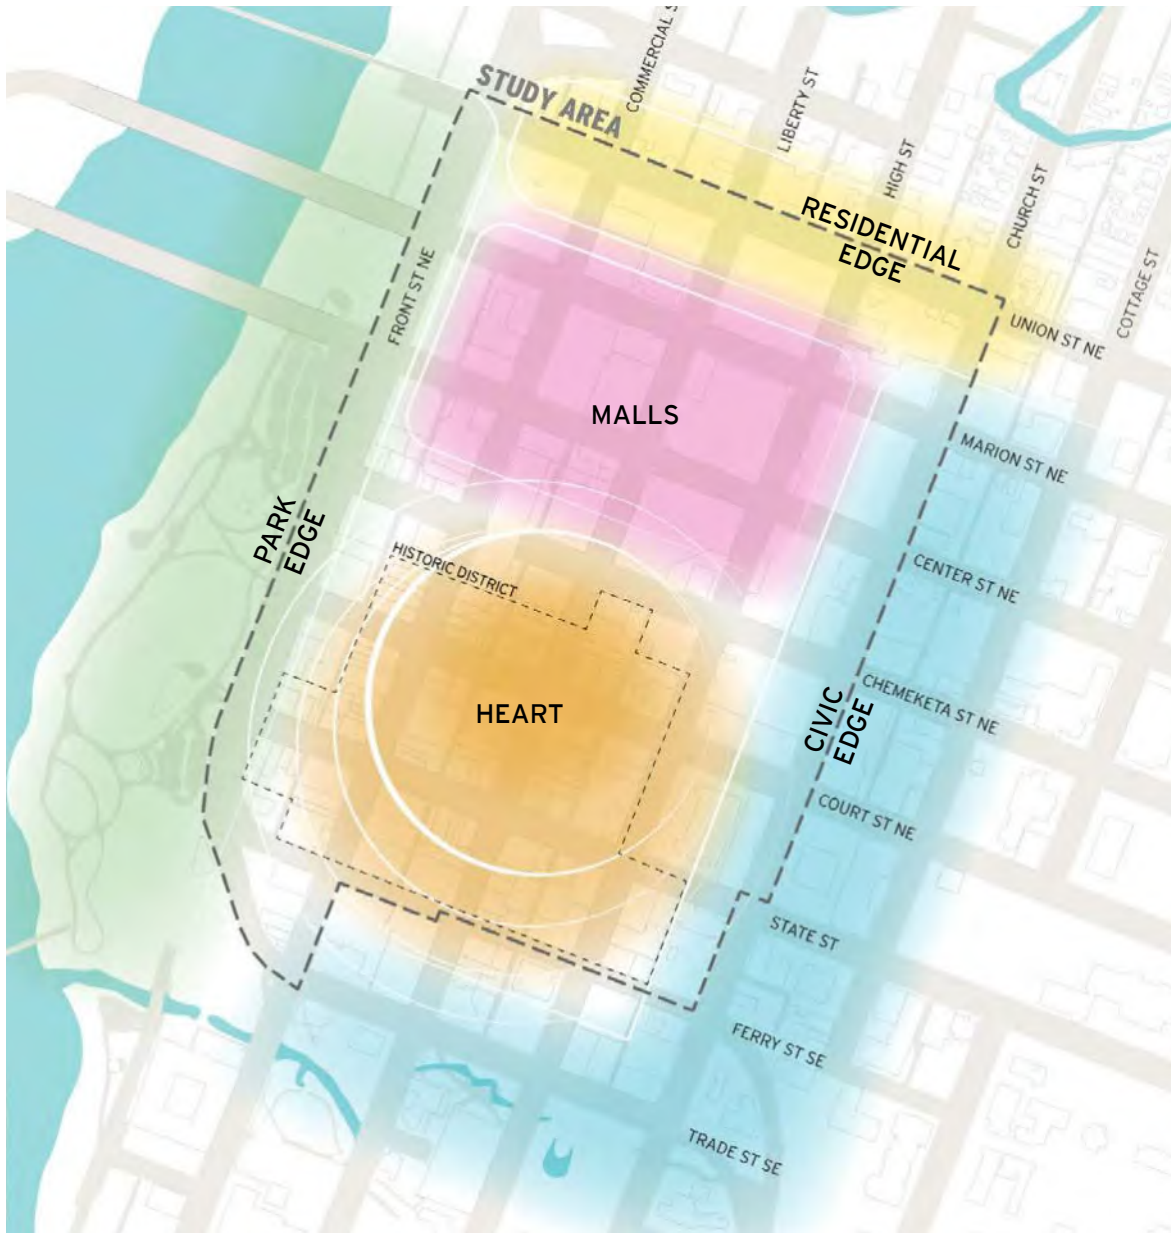 STUDY AREA
COMMERCIAL S
LIBERTY ST
HIGH ST
CHURCH ST
COTTAGE ST
RESIDENTIAL
EDGE
FRONT ST NE
UNION ST NE
MALLS
MARION ST NE
PARK
EDGE
HISTORIC DISTRICT
CENTER ST NE
HEART
CIVIC
EDGE
CHEMEKETA ST NE
COURT ST NE
STATE ST
FERRY ST SE
TRADE ST SE